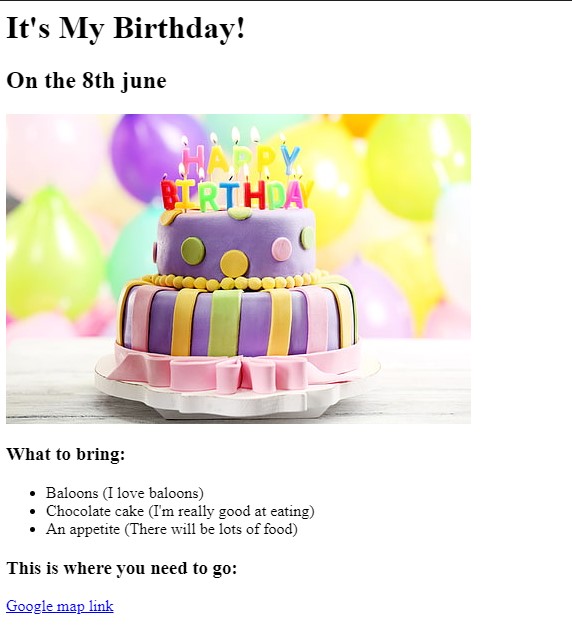 It's My Birthday!
On the 8th june
HAPPY
BIRTHDAY
What to bring:
Baloons (I love baloons)
Chocolate cake (I'm really good at eating)
An appetite (There will be lots of food)
This is where you need to go:
Google map link